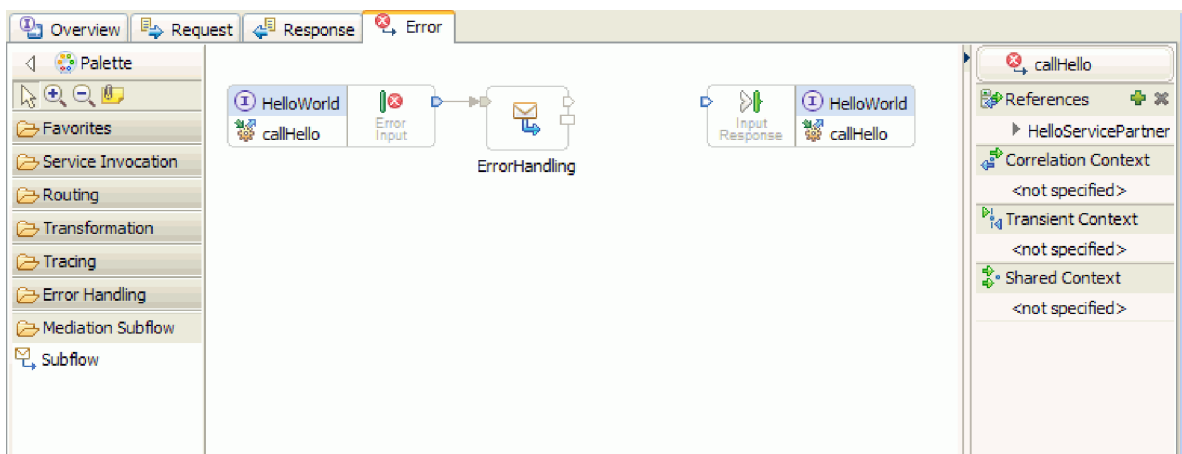 Overview
Request
Response
Error
Palette
Favorites
Service Invocation
Routing
Transformation
Tracing
Error Handling
Mediation Subflow
Subflow
HelloWorld
callHello
Error
Input
ErrorHandling
Input
Response
HelloWorld
callHello
callHello
References
HelloServicePartner
Correlation Context
<not specified>
Transient Context
<not specified>
Shared Context
<not specified>